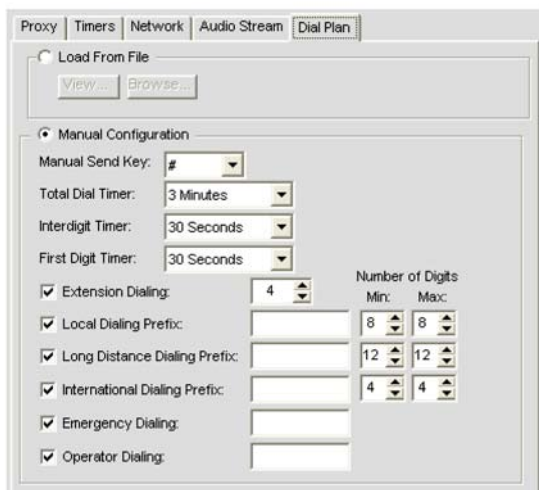 Proxy Timers Network Audio Stream Dial Plan
Load From File
View... Browse...
Manual Configuration
Manual Send Key: #
Total Dial Timer: 3 Minutes
Interdigit Timer: 30 Seconds
First Digit Timer: 30 Seconds
Number of Digits
Extension Dialing: 4 Min: Max:
Local Dialing Prefix: 8 8
Long Distance Dialing Prefix: 12 12
International Dialing Prefix: 4 4
Emergency Dialing:
Operator Dialing: